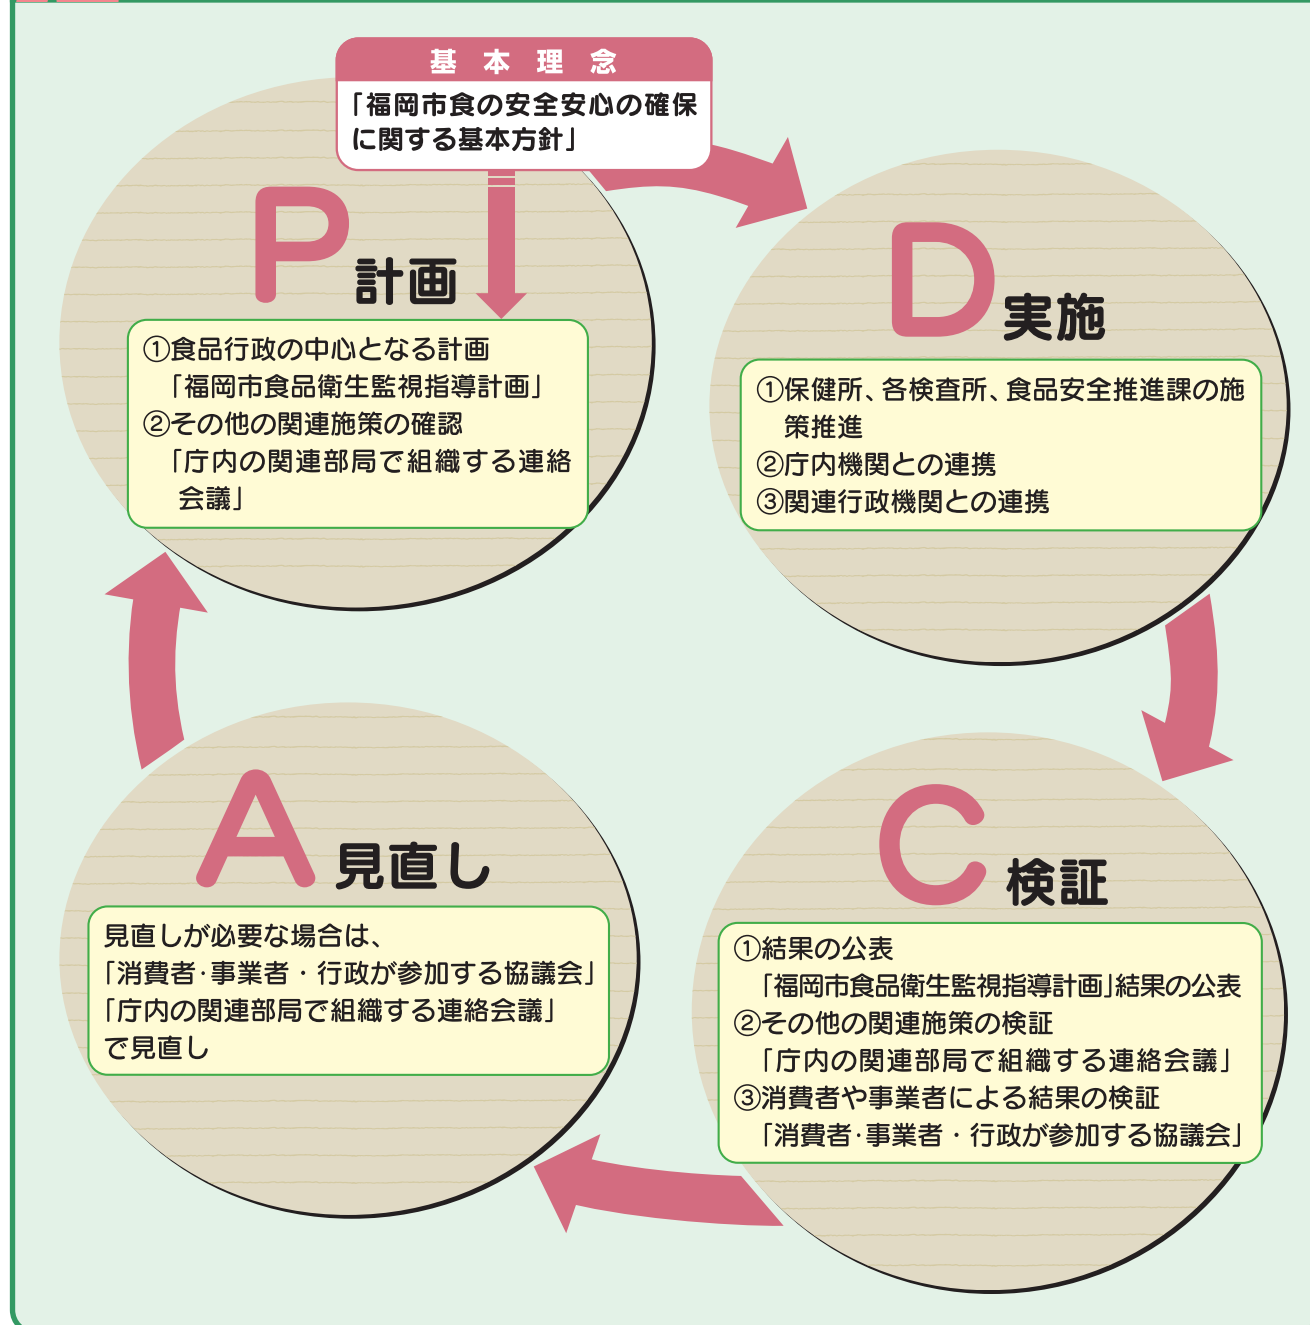 基本理念
「福岡市食の安全安心の確保
に関する基本方針」
P計画
①食品行政の中心となる計画
「福岡市食品衛生監視指導計画」
②その他の関連施策の確認
「庁内の関連部局で組織する連絡
会議」
D実施
①保健所、各検査所、食品安全推進課の施
策推進
②庁内機関との連携
③関連行政機関との連携
C検証
①結果の公表
「福岡市食品衛生監視指導計画」結果の公表
②その他の関連施策の検証
「庁内の関連部局で組織する連絡会議」
③消費者や事業者による結果の検証
「消費者・事業者・行政が参加する協議会」
A見直し
見直しが必要な場合は、
「消費者・事業者・行政が参加する協議会」
「庁内の関連部局で組織する連絡会議」
で見直し